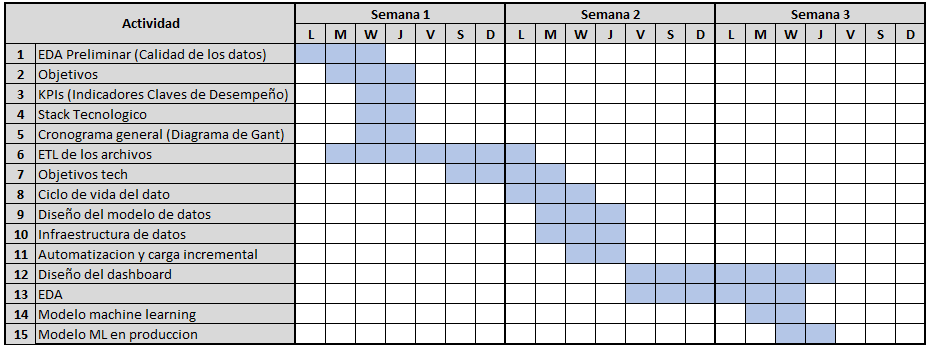 Actividad Semana 1 Semana 2 Semana 3
L M W J V S D L M W J V S D L M W J V S D
1 EDA Preliminar (Calidad de los datos)
2 Objetivos
3 KPIs (Indicadores Claves de Desempeño)
4 Stack Tecnologico
5 Cronograma general (Diagrama de Gant)
6 ETL de los archivos
7 Objetivos tech
8 Ciclo de vida del dato
9 Diseño del modelo de datos
10 Infraestructura de datos
11 Automatizacion y carga incremental
12 Diseño del dashboard
13 EDA
14 Modelo machine learning
15 Modelo ML en produccion